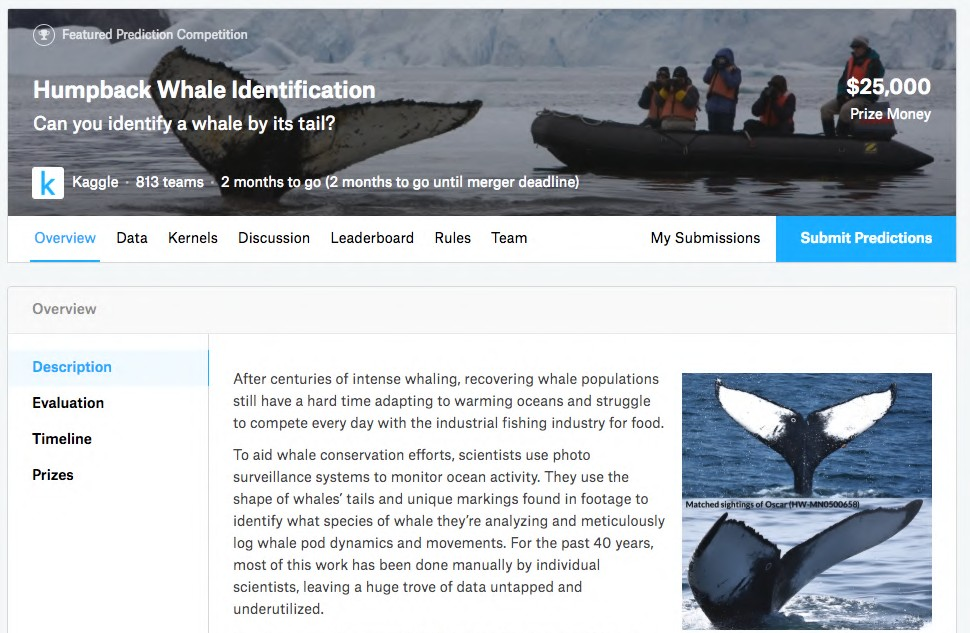 Featured Prediction Competition
Humpback Whale Identification
Can you identify a whale by its tail?
$25,000
Prize Money
k
Kaggle · 813 teams · 2 months to go (2 months to go until merger deadline)
Overview Data Kernels Discussion Leaderboard Rules Team My Submissions Submit Predictions
Overview
Description
Evaluation
Timeline
Prizes
After centuries of intense whaling, recovering whale populations
still have a hard time adapting to warming oceans and struggle
to compete every day with the industrial fishing industry for food.
To aid whale conservation efforts, scientists use photo
surveillance systems to monitor ocean activity. They use the
shape of whales’ tails and unique markings found in footage to
identify what species of whale they’re analyzing and meticulously
log whale pod dynamics and movements. For the past 40 years,
most of this work has been done manually by individual
scientists, leaving a huge trove of data untapped and
underutilized.
Matched sightings of Oscar (HW-MN0500658)